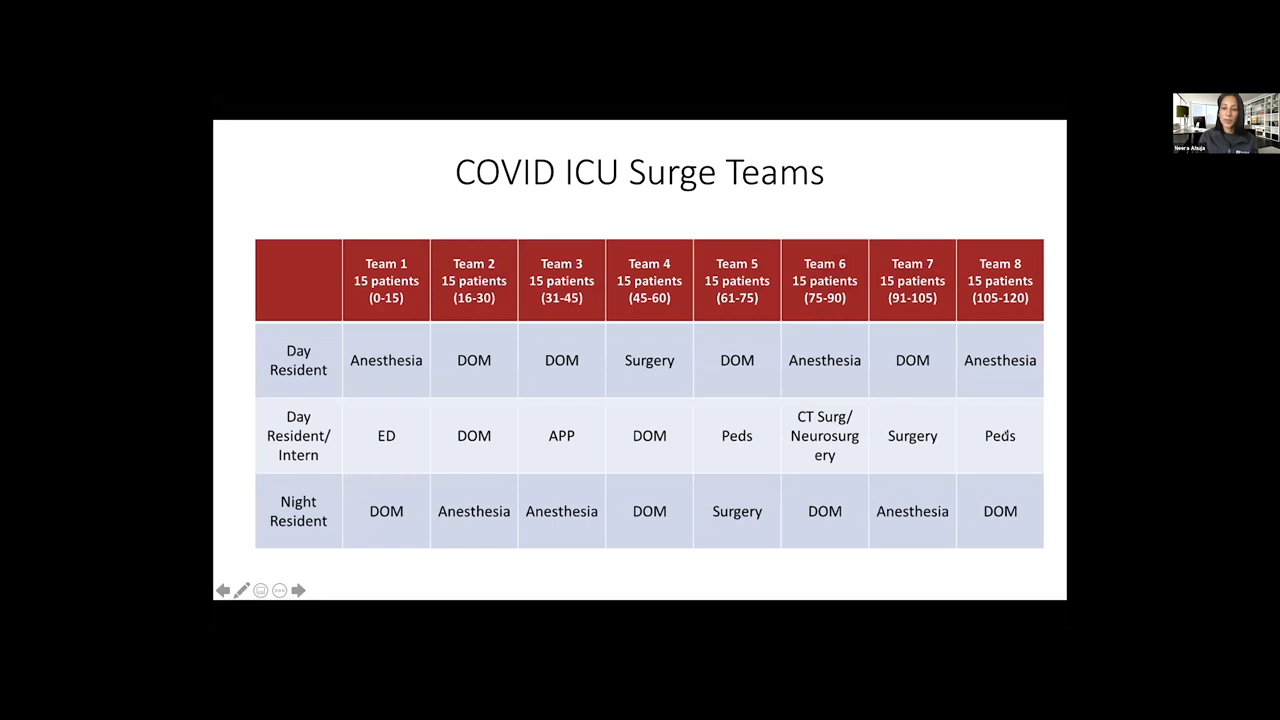 COVID ICU Surge Teams
Neera Ahuja
Team 1 Team 2 Team 3 Team 4 Team 5 Team 6 Team 7 Team 8
15 patients 15 patients 15 patients 15 patients 15 patients 15 patients 15 patients 15 patients
(0-15) (16-30) (31-45) (45-60) (61-75) (75-90) (91-105) (105-120)
Day
Resident
Anesthesia DOM DOM Surgery DOM Anesthesia DOM Anesthesia
Day
Resident/
Intern
ED DOM APP DOM Peds
CT Surg/
Neurosurg
ery
Surgery Peds
Night
Resident
DOM Anesthesia Anesthesia DOM Surgery DOM Anesthesia DOM